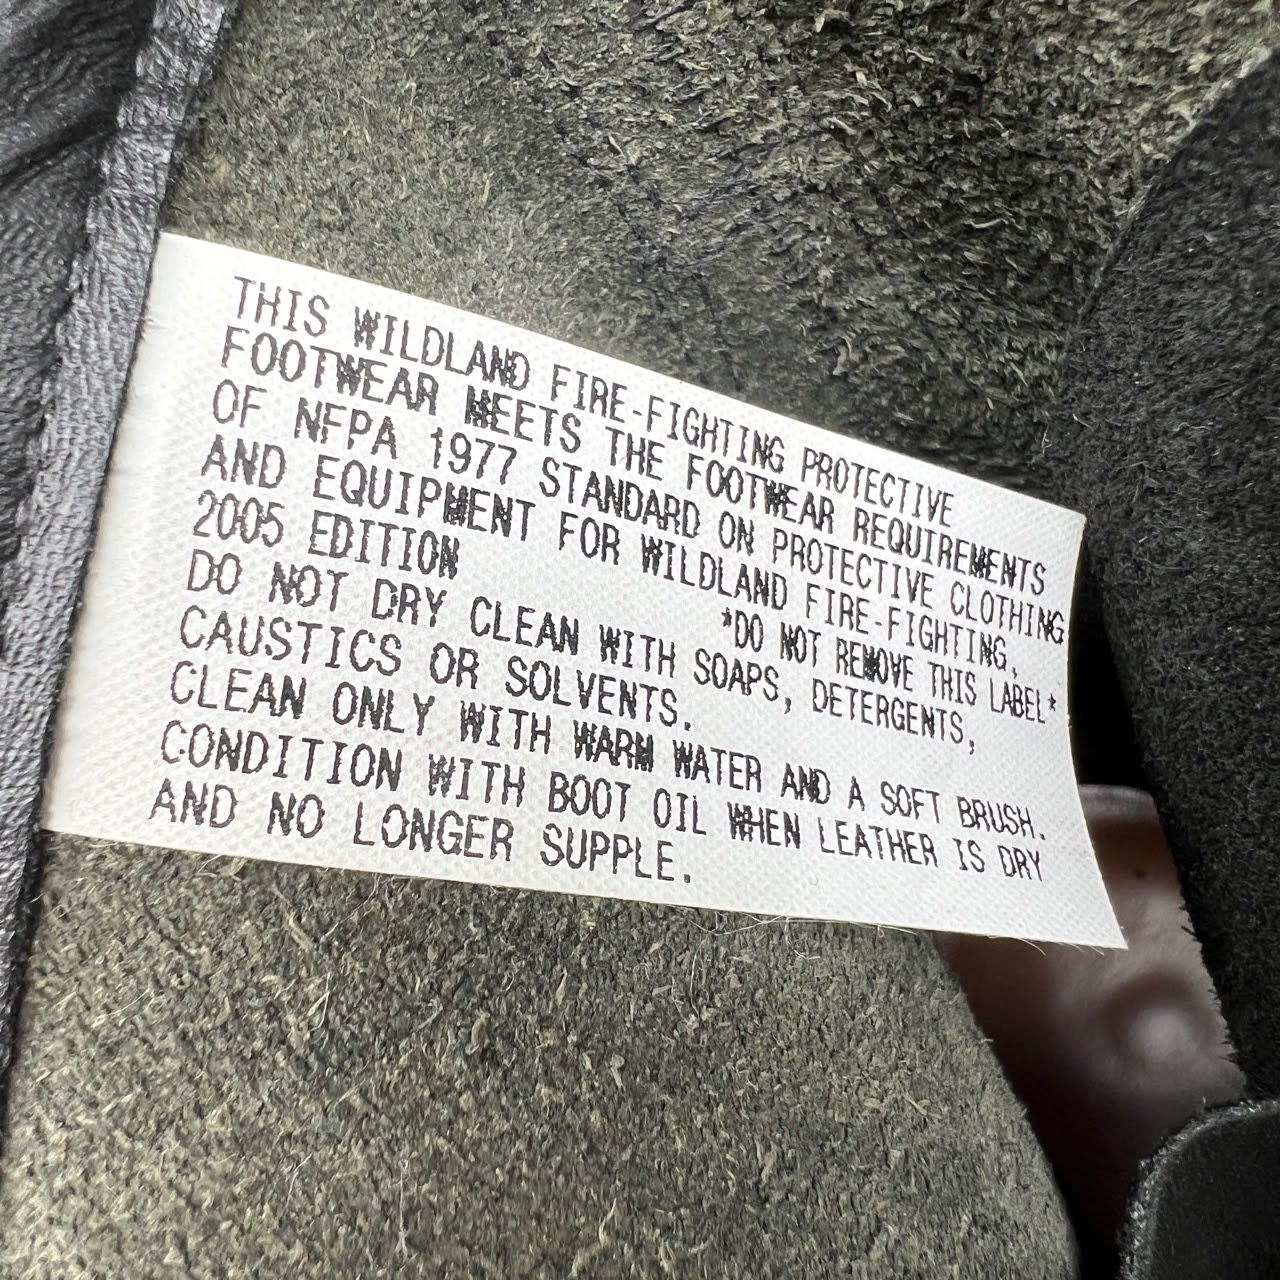 THIS WILDLAND FIRE-FIGHTING PROTECTIVE
FOOTWEAR MEETS THE FOOTWEAR REQUIREMENTS
OF NFPA 1977 STANDARD ON PROTECTIVE CLOTHING
AND EQUIPMENT FOR WILDLAND FIRE-FIGHTING,
2005 EDITION *DO NOT REMOVE THIS LABEL*
DO NOT DRY CLEAN WITH SOAPS, DETERGENTS,
CAUSTICS OR SOLVENTS.
CLEAN ONLY WITH WARM WATER AND A SOFT BRUSH.
CONDITION WITH BOOT OIL WHEN LEATHER IS DRY
AND NO LONGER SUPPLE.